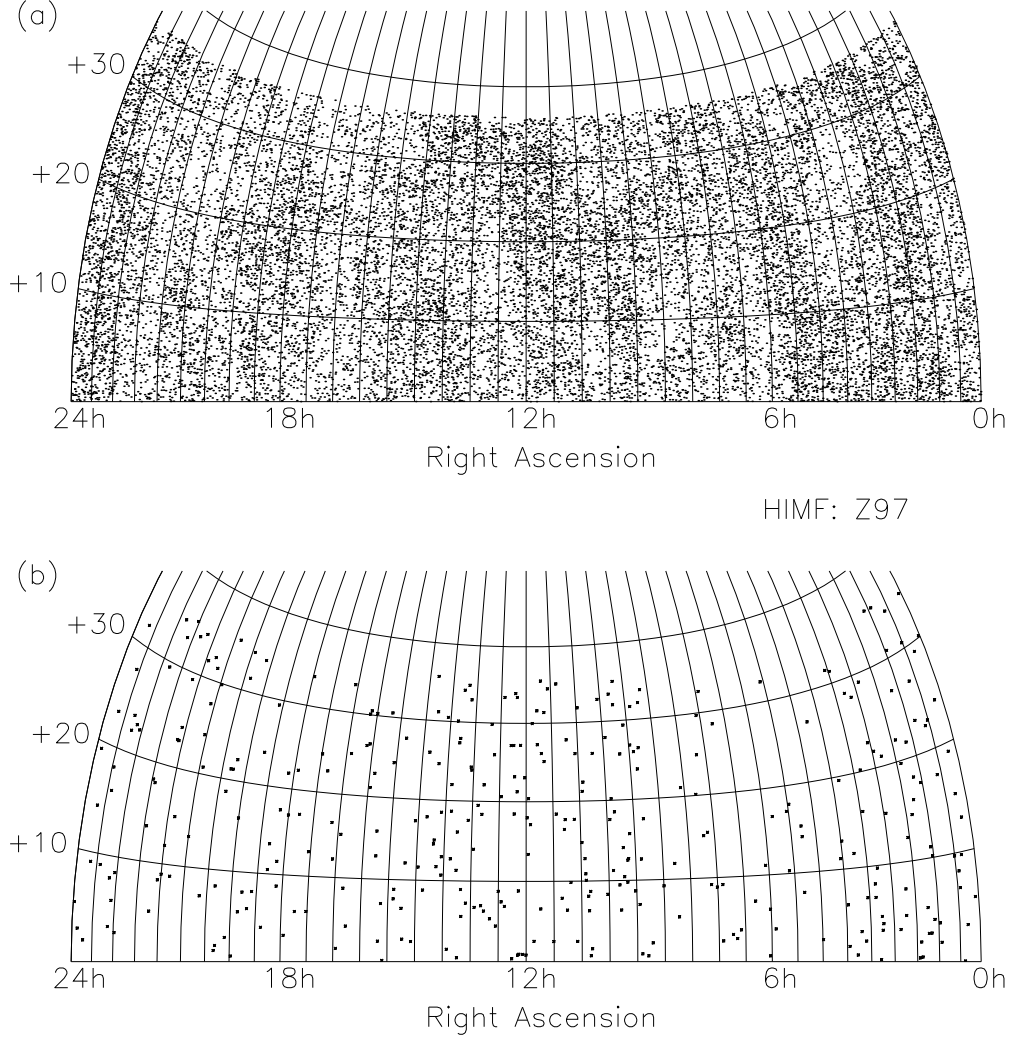 (a)
+30
+20
+10
24h 18h 12h 6h 0h
Right Ascension
HIMF: Z97
(b)
+30
+20
+10
24h 18h 12h 6h 0h
Right Ascension